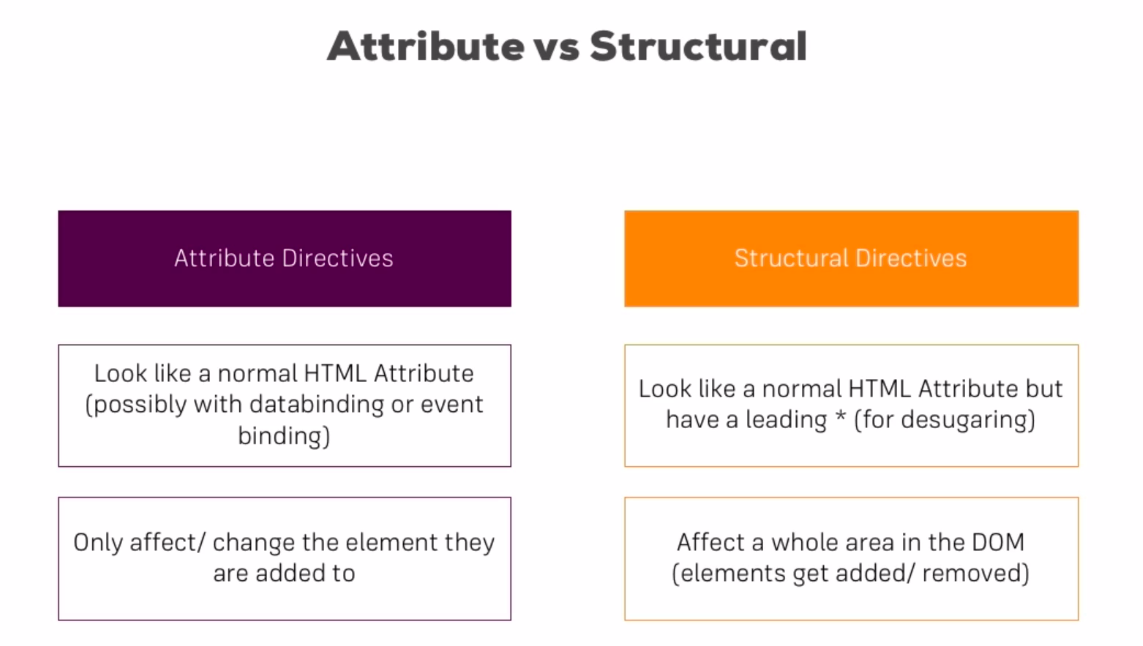 Attribute vs Structural
Attribute Directives
Structural Directives
Look like a normal HTML Attribute
(possibly with databinding or event
binding)
Look like a normal HTML Attribute but
have a leading * (for desugaring)
Only affect/ change the element they
are added to
Affect a whole area in the DOM
(elements get added/ removed)